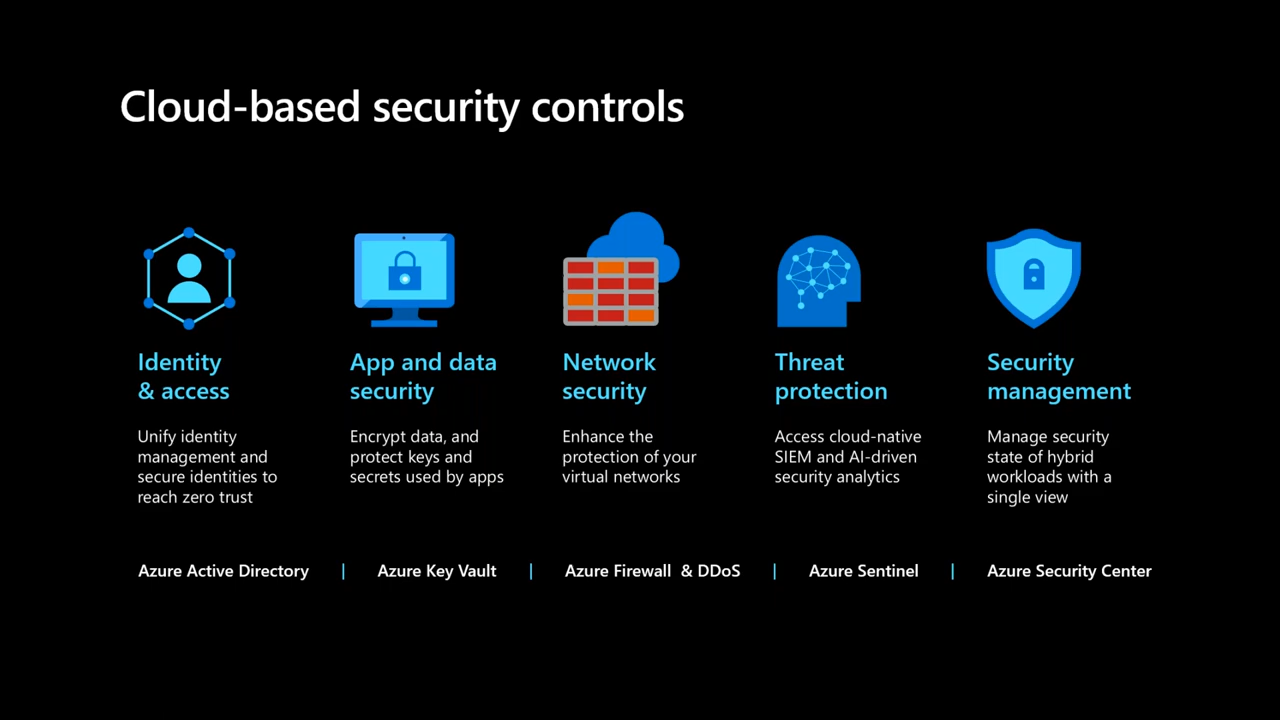 Cloud-based security controls
Identity
& access
Unify identity
management and
secure identities to
reach zero trust
App and data
security
Encrypt data, and
protect keys and
secrets used by apps
Network
security
Enhance the
protection of your
virtual networks
Threat
protection
Access cloud-native
SIEM and AI-driven
security analytics
Security
management
Manage security
state of hybrid
workloads with a
single view
Azure Active Directory | Azure Key Vault | Azure Firewall & DDoS | Azure Sentinel | Azure Security Center